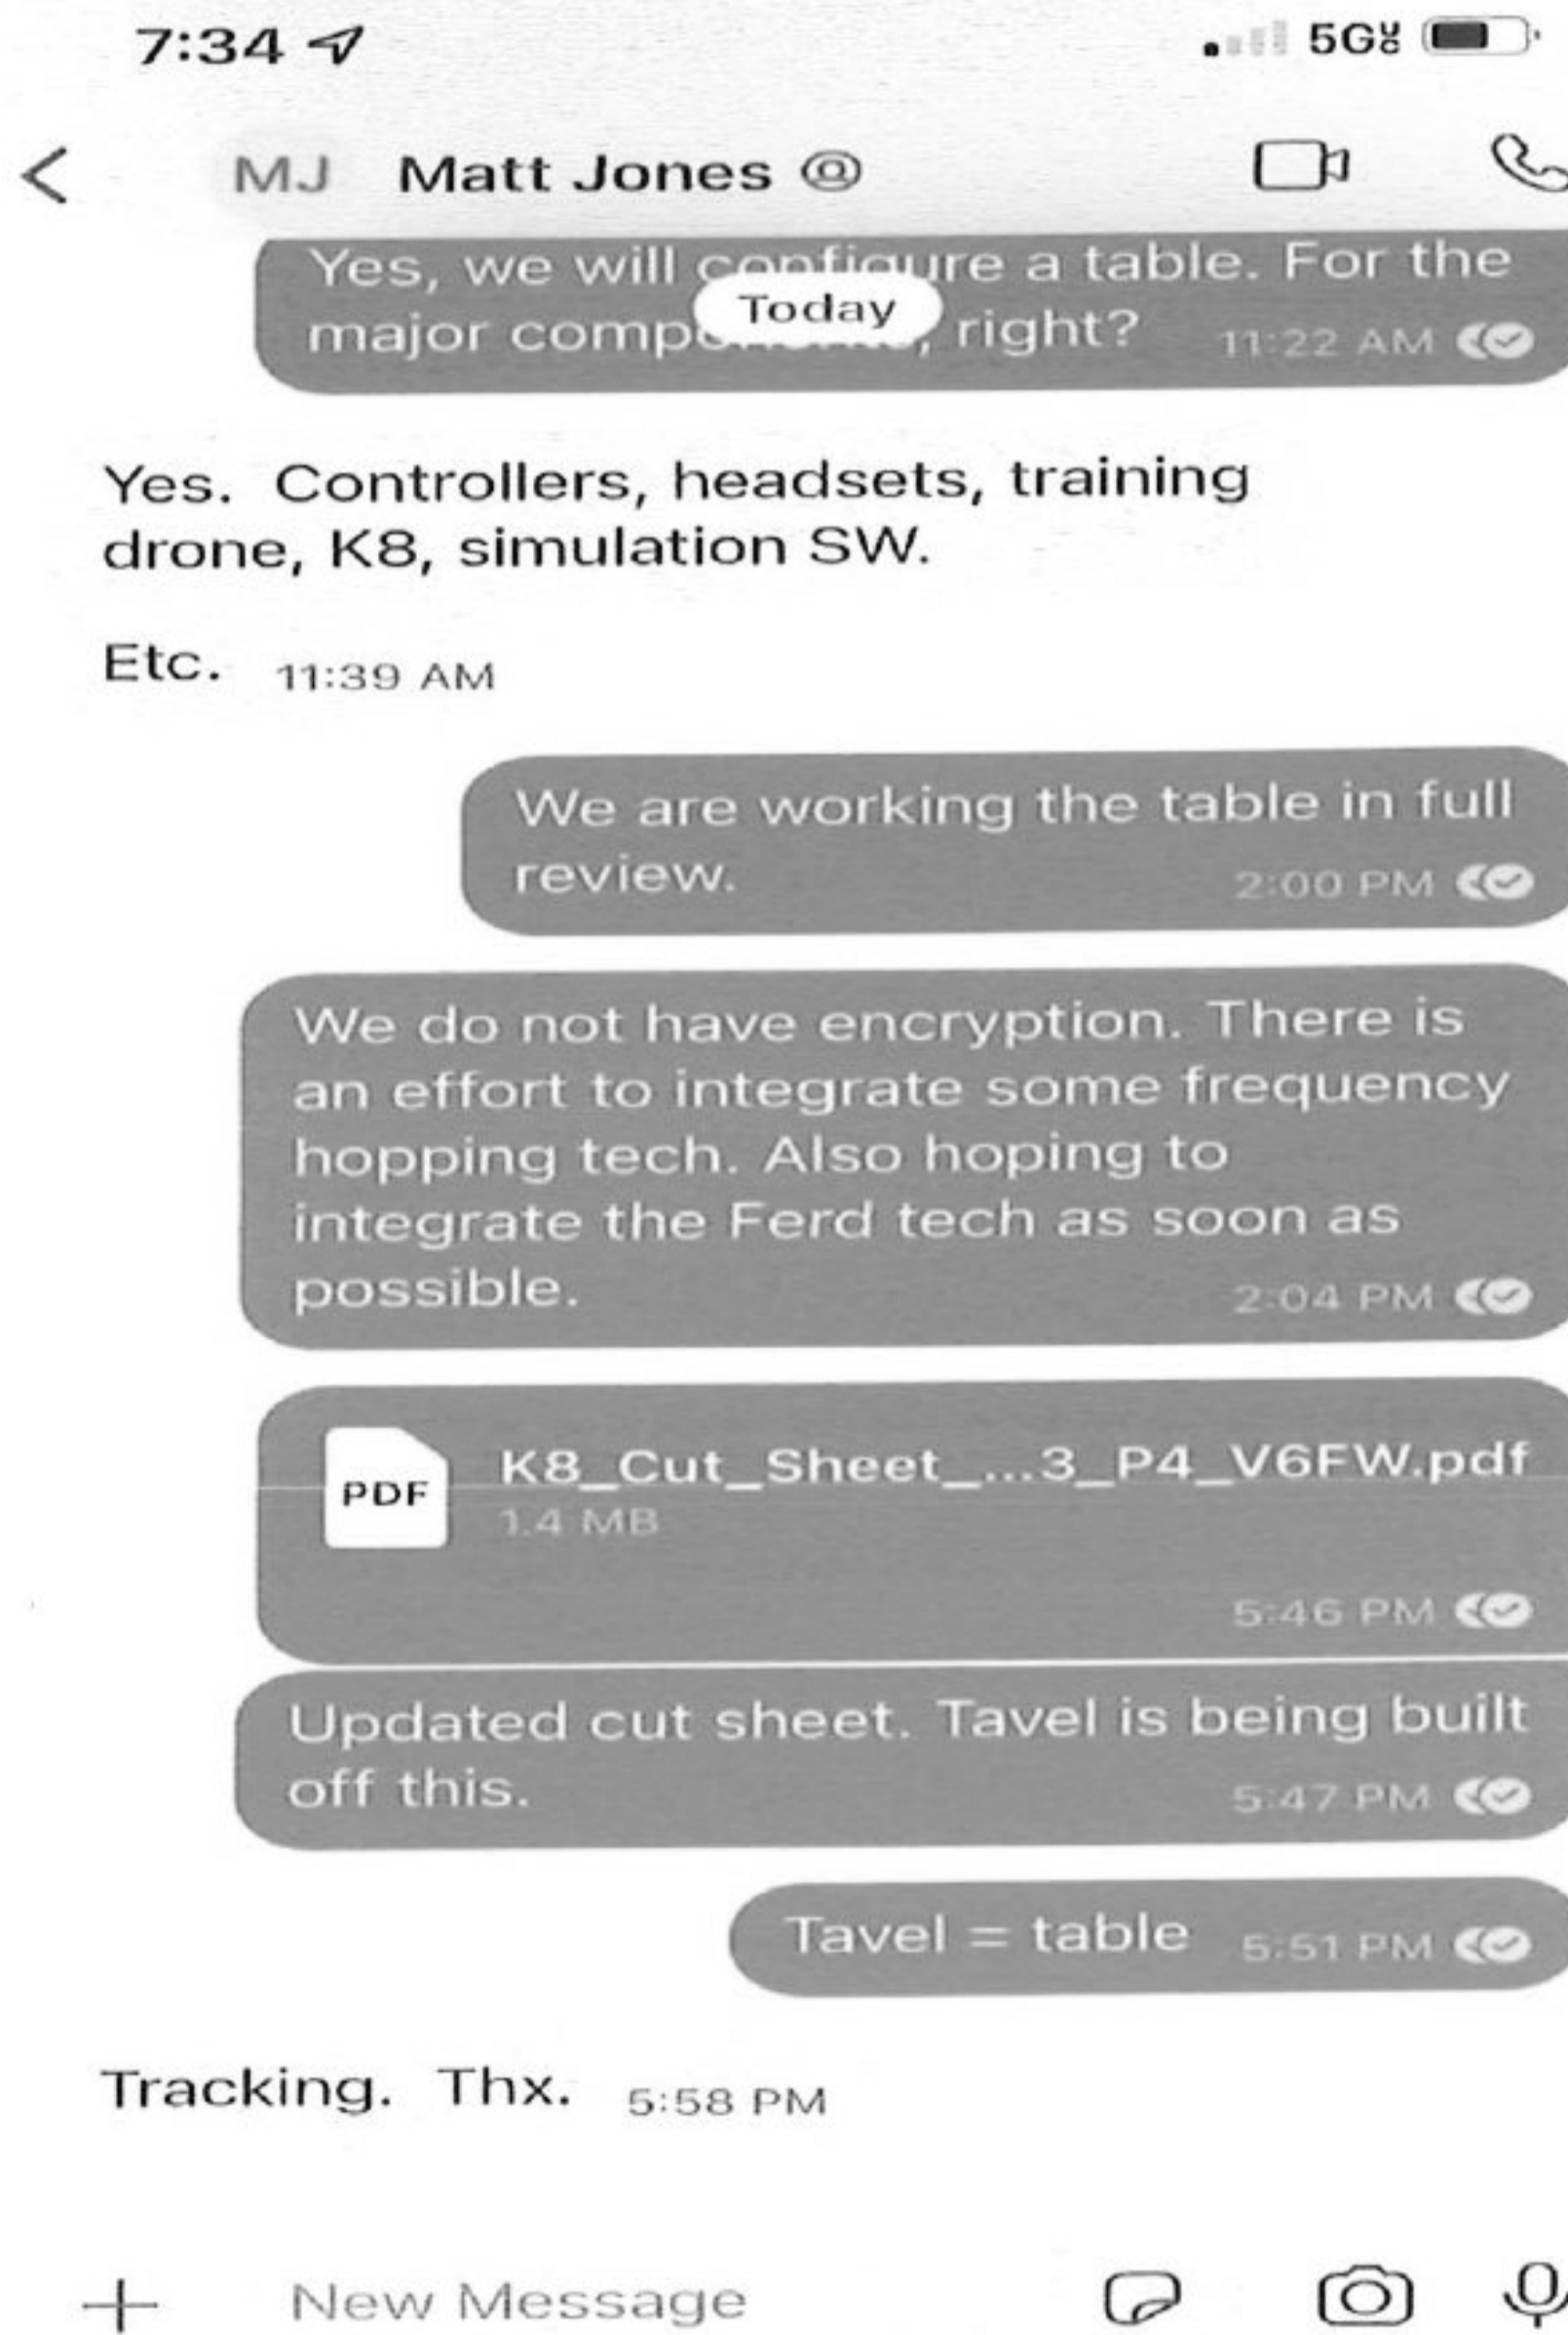 7:34
5G UC
MJ Matt Jones
Yes, we will configure a table. For the
Today
major components, right? 11:22 AM
Yes. Controllers, headsets, training
drone, K8, simulation SW.
Etc. 11:39 AM
We are working the table in full
review. 2:00 PM
We do not have encryption. There is
an effort to integrate some frequency
hopping tech. Also hoping to
integrate the Ferd tech as soon as
possible. 2:04 PM
PDF K8_Cut_Sheet_...3_P4_V6FW.pdf
1.4 MB
5:46 PM
Updated cut sheet. Tavel is being built
off this. 5:47 PM
Tavel = table 5:51 PM
Tracking. Thx. 5:58 PM
New Message